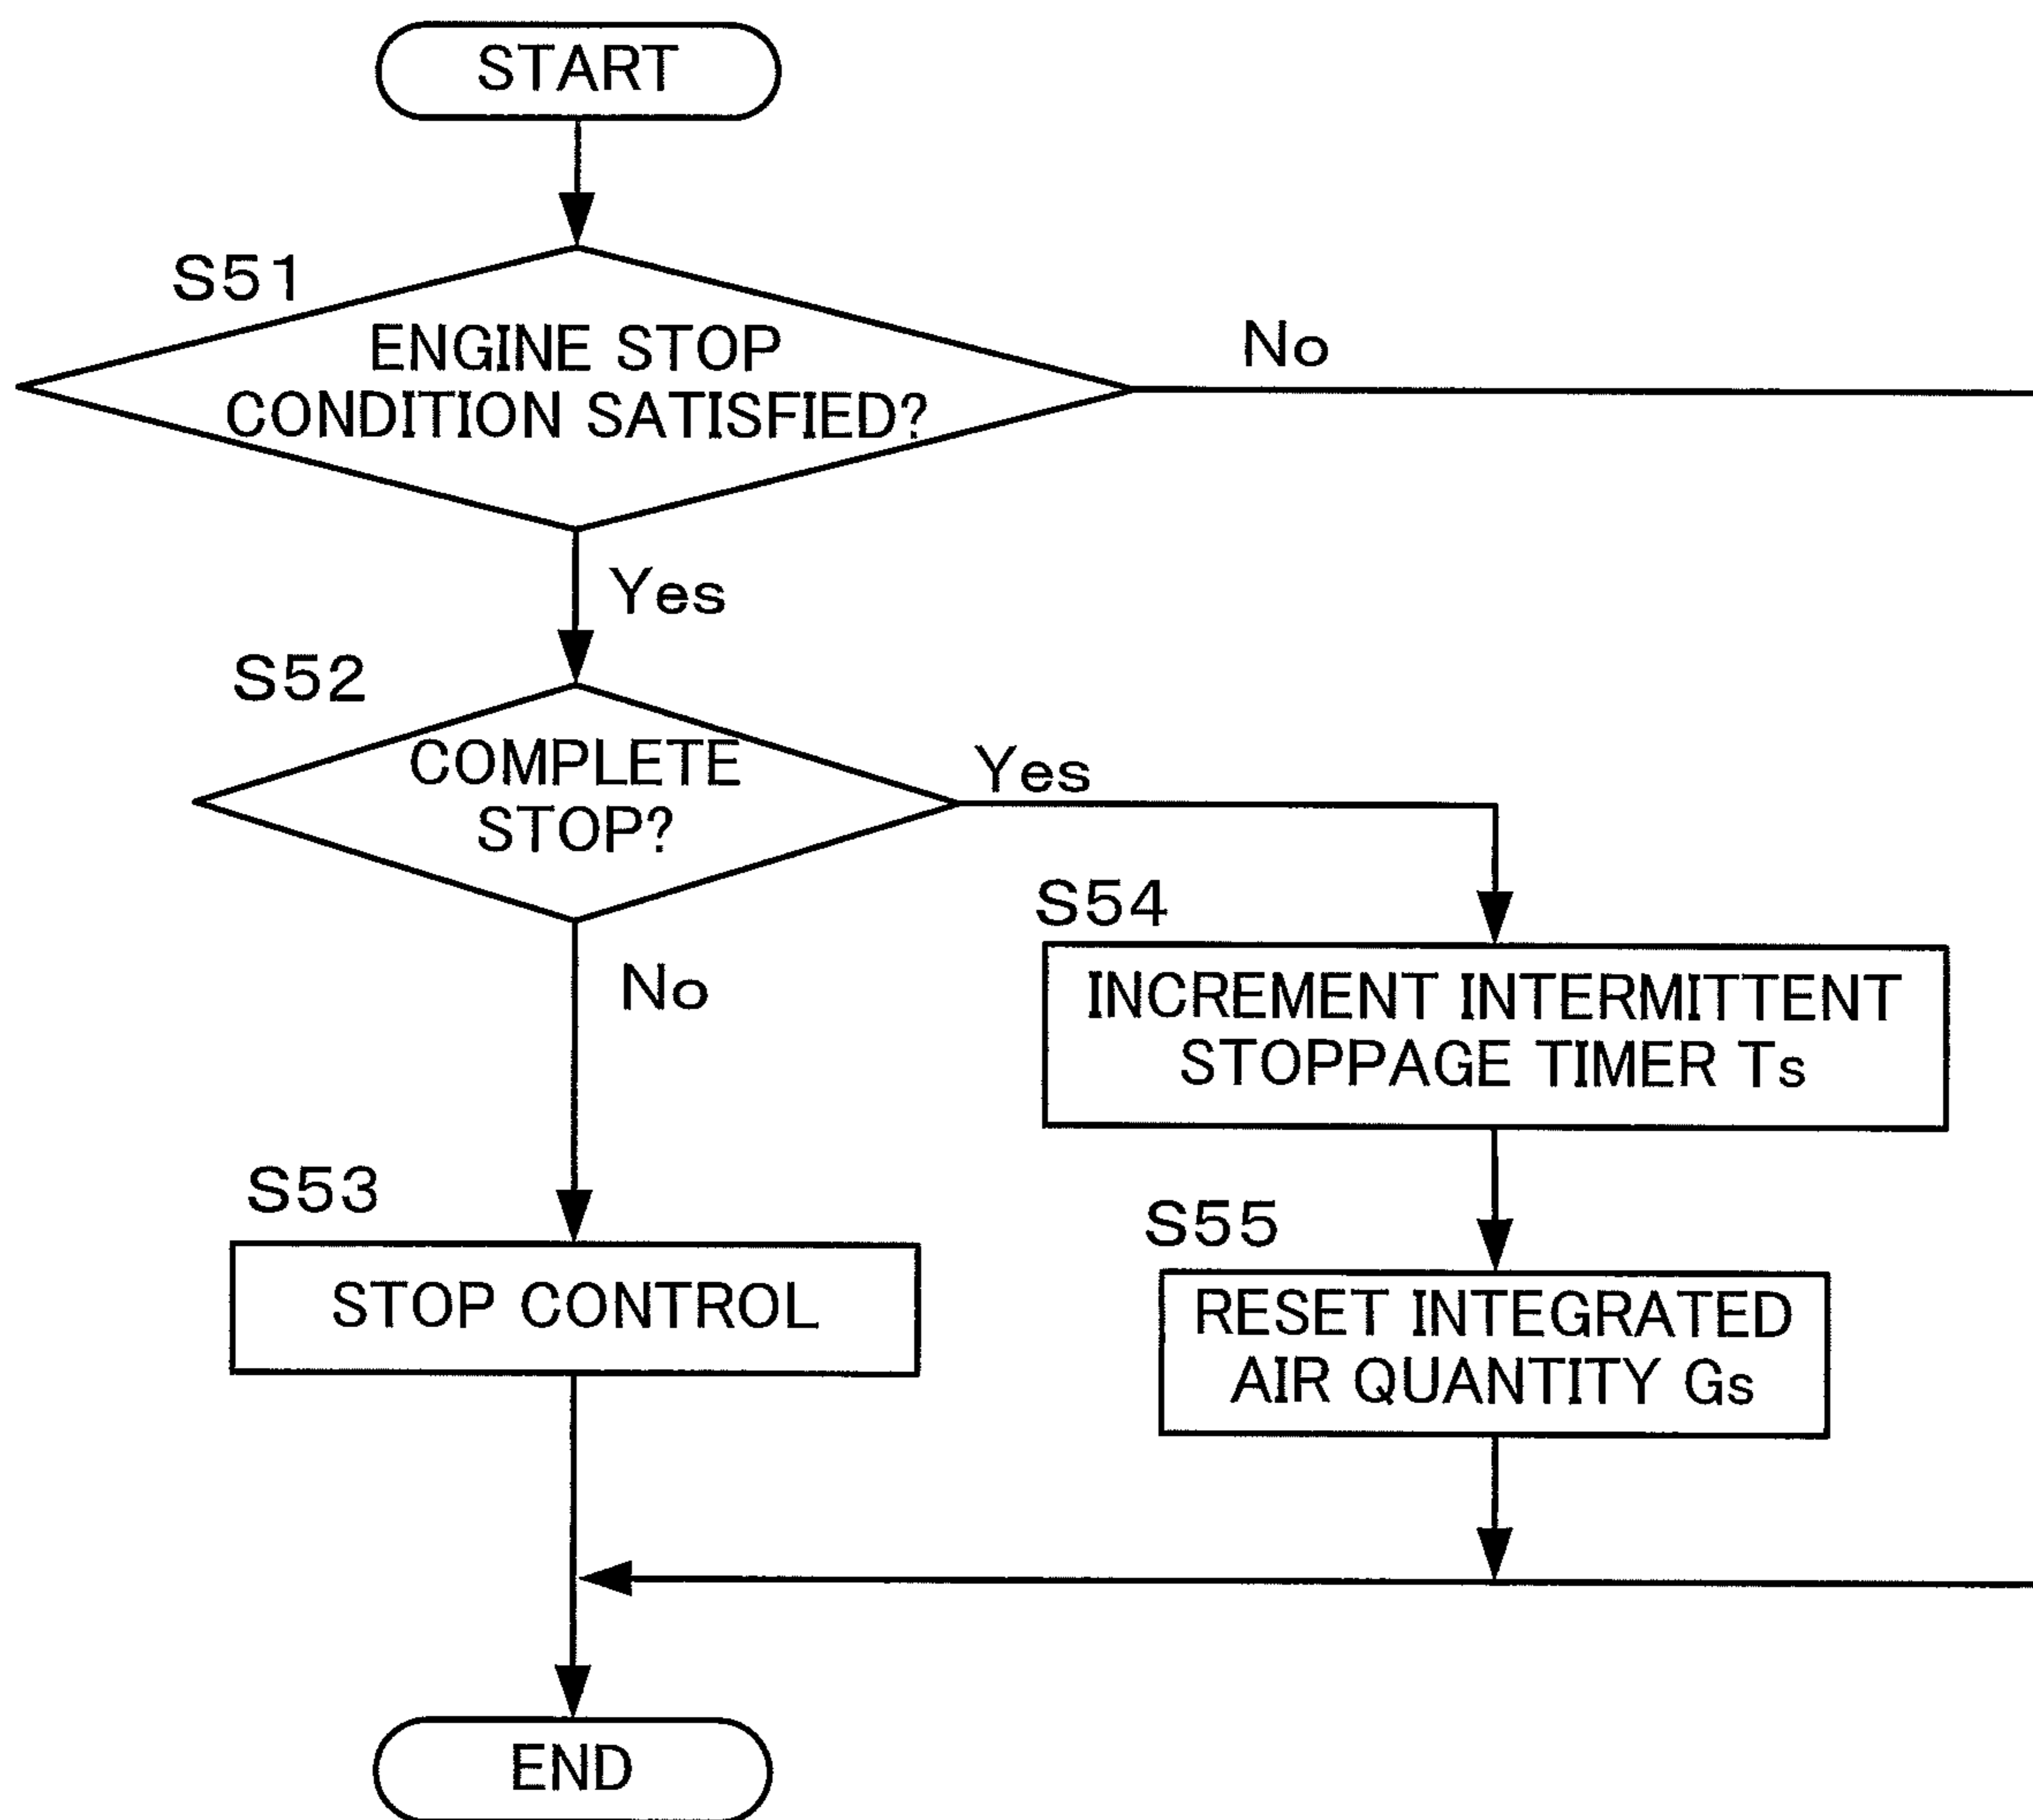 START
S51
ENGINE STOP
CONDITION SATISFIED?
No
Yes
S52
COMPLETE
STOP?
Yes
No
S54
INCREMENT INTERMITTENT
STOPPAGE TIMER Ts
S53
STOP CONTROL
S55
RESET INTEGRATED
AIR QUANTITY Gs
END